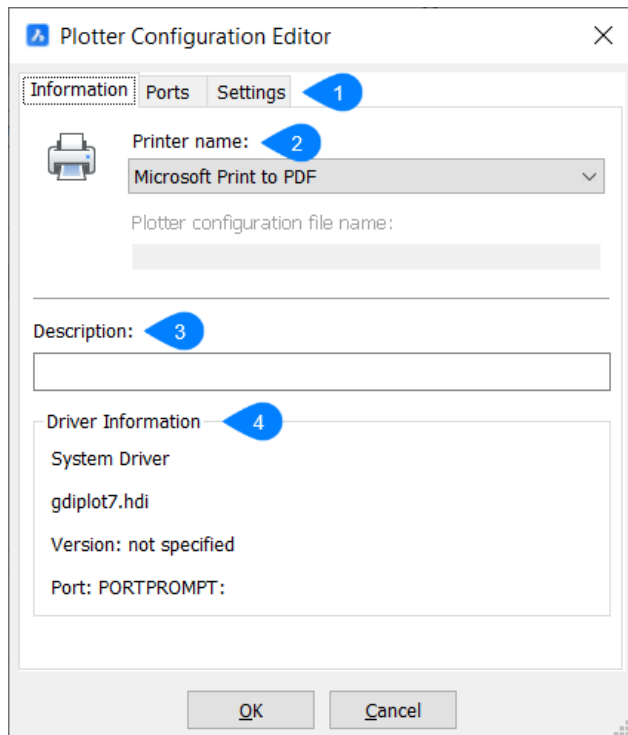 Plotter Configuration Editor
Information Ports Settings 1
Printer name: 2
Microsoft Print to PDF
Plotter configuration file name:
Description: 3
Driver Information 4
System Driver
gdiplot7.hdi
Version: not specified
Port: PORTPROMPT:
OK Cancel